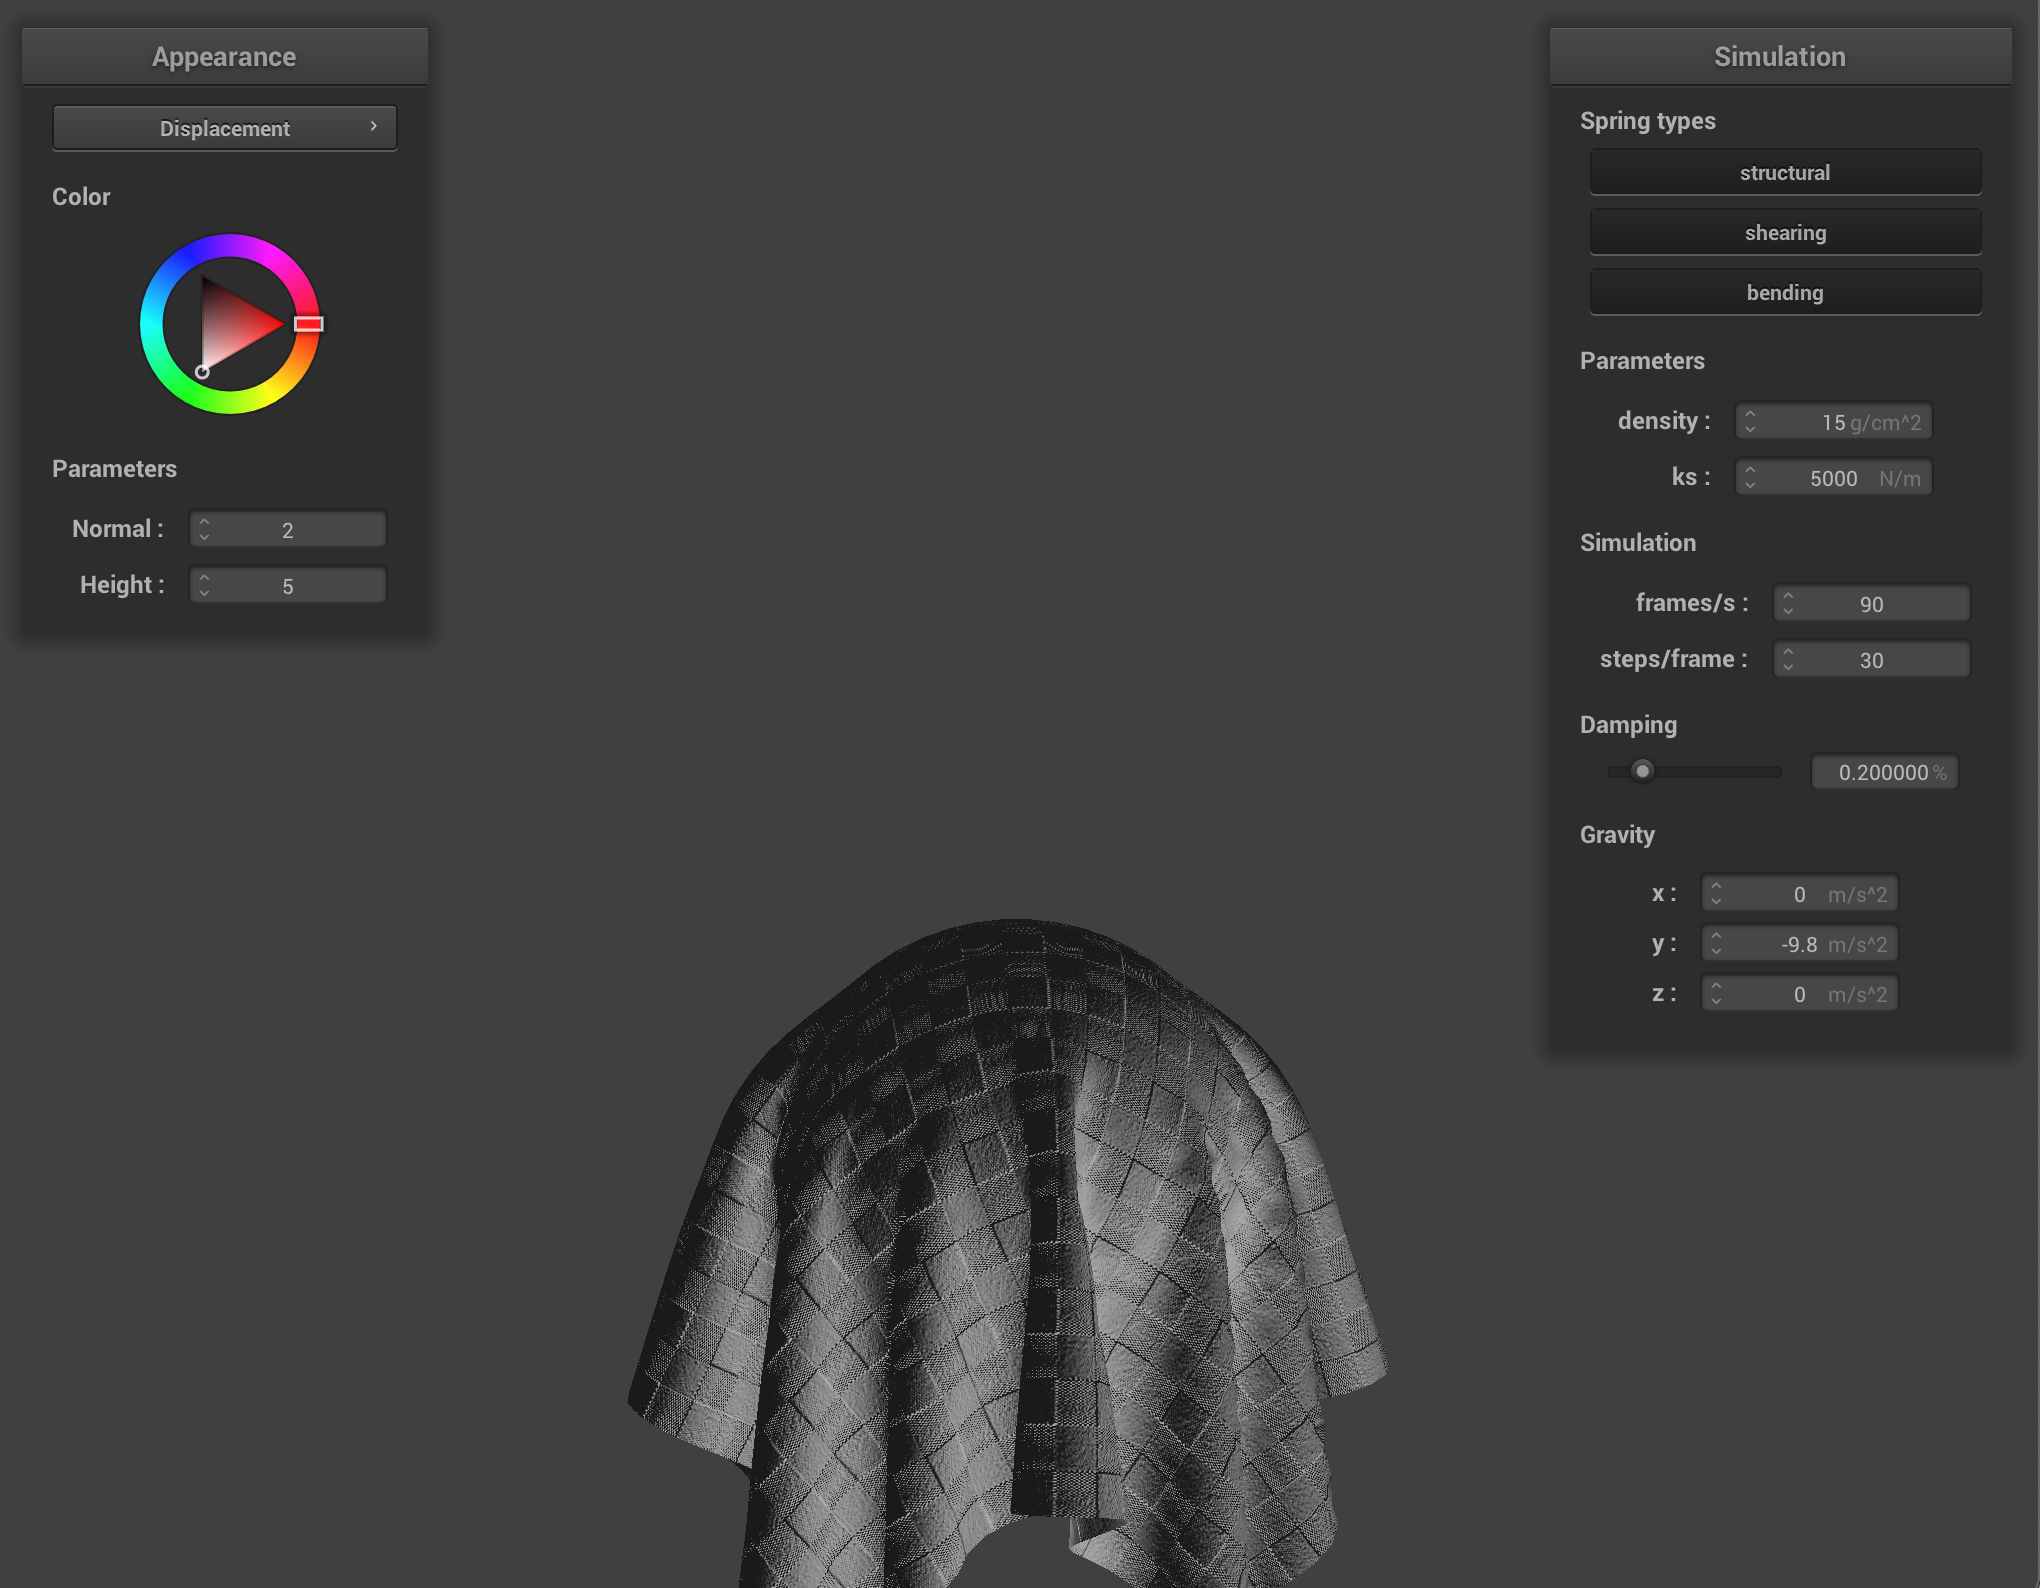 Appearance
Displacement
Color
Parameters
Normal : 2
Height : 5
Simulation
Spring types
structural
shearing
bending
Parameters
density : 15 g/cm^2
ks : 5000 N/m
Simulation
frames/s : 90
steps/frame : 30
Damping
0.200000 %
Gravity
x : 0 m/s^2
y : -9.8 m/s^2
z : 0 m/s^2